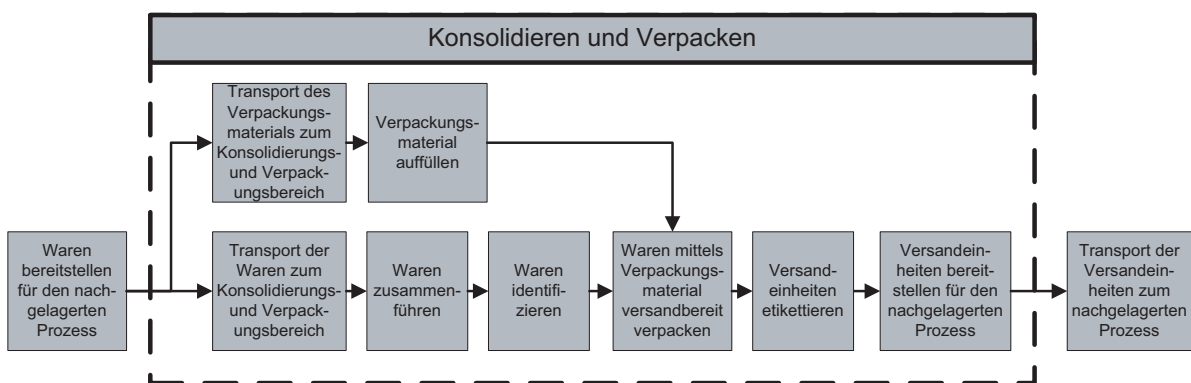 Konsolidieren und Verpacken
Transport des
Verpackungs-
materials zum
Konsolidierungs-
und Verpack-
ungsbereich
Verpackungs-
material
auffüllen
Waren
bereitstellen
für den nach-
gelagerten
Prozess
Transport der
Waren zum
Konsolidierungs-
und Verpack-
ungsbereich
Waren
zusammen-
führen
Waren
identifi-
zieren
Waren mittels
Verpackungs-
material
versandbereit
verpacken
Versand-
einheiten
etikettieren
Versandein-
heiten bereit-
stellen für den
nachgelagerten
Prozess
Transport der
Versandein-
heiten zum
nachgelagerten
Prozess